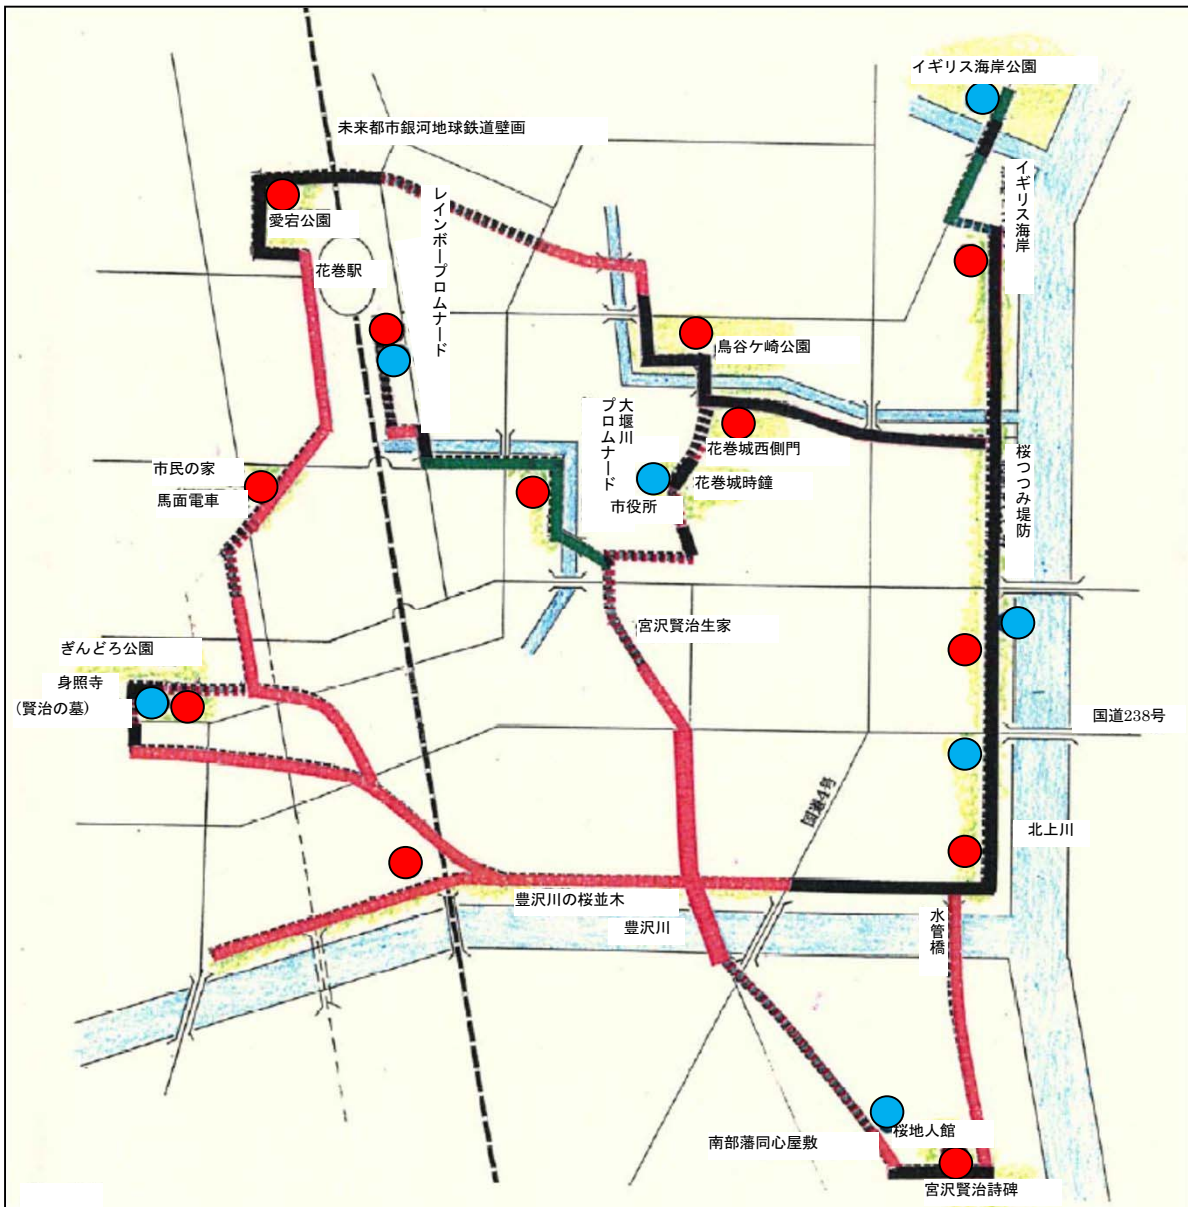 イギリス海岸公園
未来都市銀河地球鉄道壁画
イギリス海岸
レインボープロムナード
愛宕公園
花巻駅
鳥谷ケ崎公園
大堰川
プロムナード
花巻城西側門
市民の家
馬面電車
花巻城時鐘
市役所
桜つつみ堤防
宮沢賢治生家
ぎんどろ公園
身照寺
(賢治の墓)
国道238号
国道4号
北上川
豊沢川の桜並木
豊沢川
水管橋
桜地人館
南部藩同心屋敷
宮沢賢治詩碑